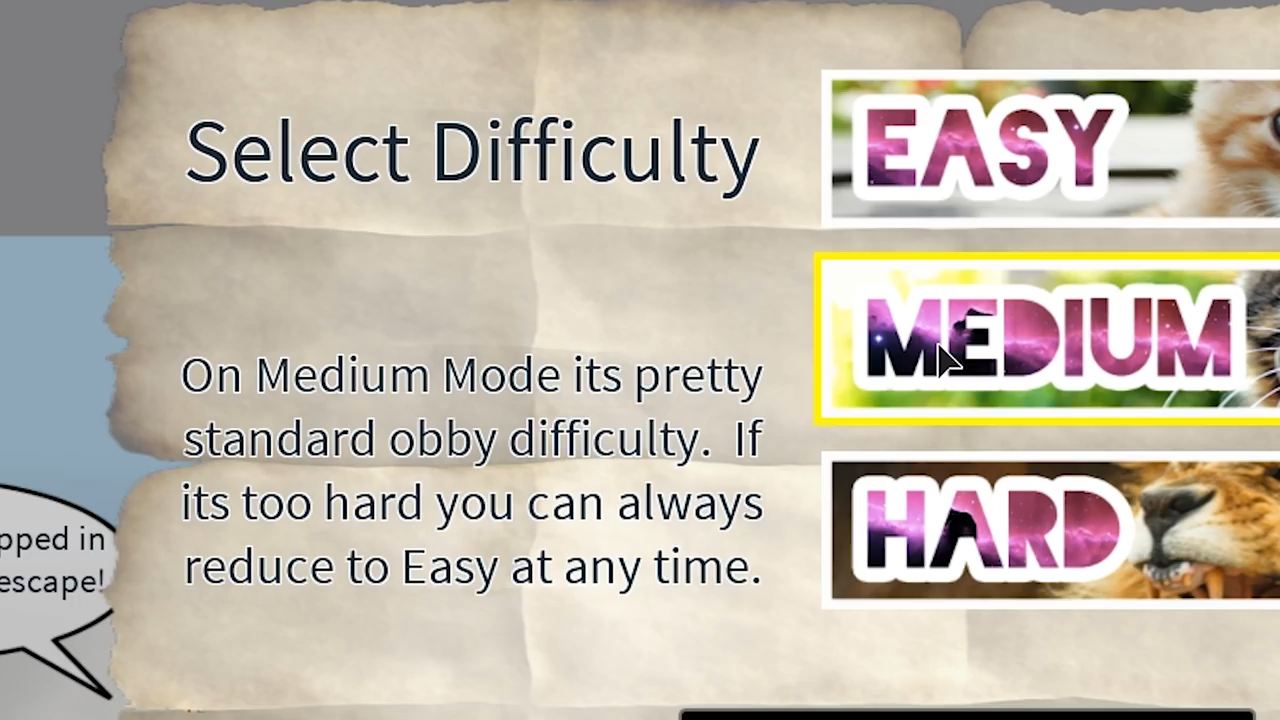 Select Difficulty
EASY
MEDIUM
On Medium Mode its pretty
standard obby difficulty.  If
its too hard you can always
reduce to Easy at any time.
HARD
pped in
escape!